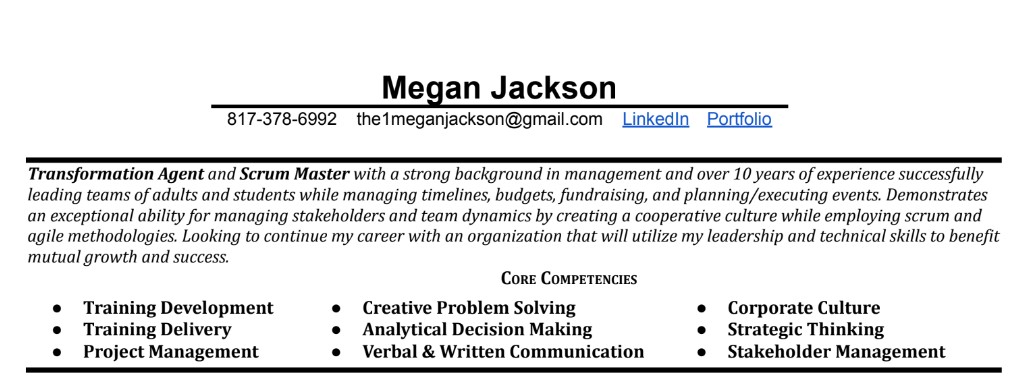 Megan Jackson
817-378-6992 the1meganjackson@gmail.com LinkedIn Portfolio
Transformation Agent and Scrum Master with a strong background in management and over 10 years of experience successfully
leading teams of adults and students while managing timelines, budgets, fundraising, and planning/executing events. Demonstrates
an exceptional ability for managing stakeholders and team dynamics by creating a cooperative culture while employing scrum and
agile methodologies. Looking to continue my career with an organization that will utilize my leadership and technical skills to benefit
mutual growth and success.
Core Competencies
● Training Development ● Creative Problem Solving ● Corporate Culture
● Training Delivery ● Analytical Decision Making ● Strategic Thinking
● Project Management ● Verbal & Written Communication ● Stakeholder Management